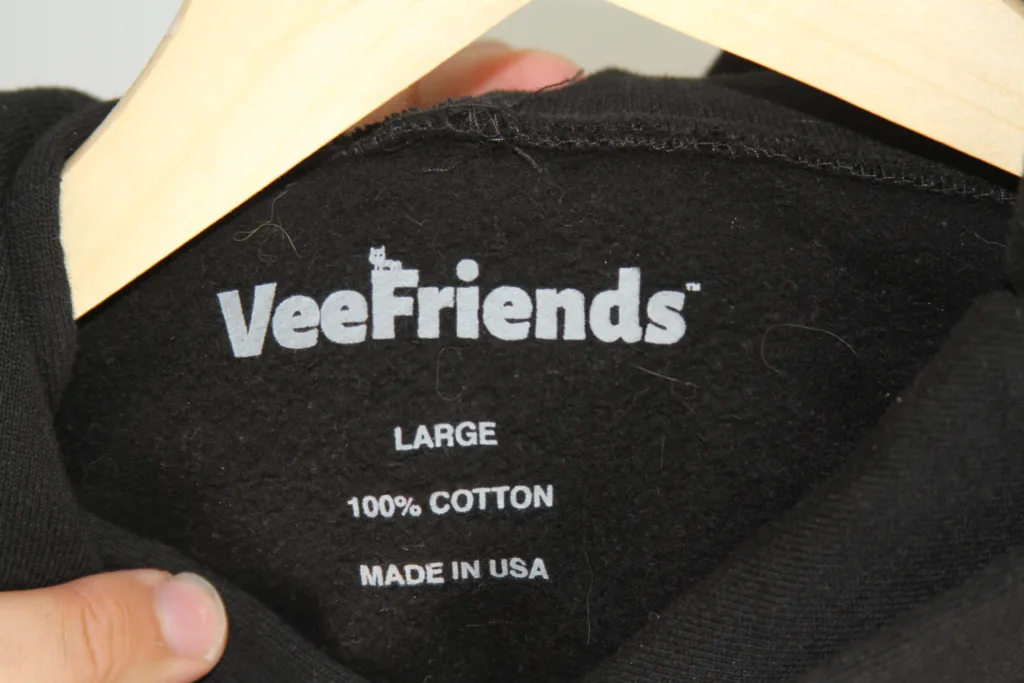 VeeFriends™
LARGE
100% COTTON
MADE IN USA